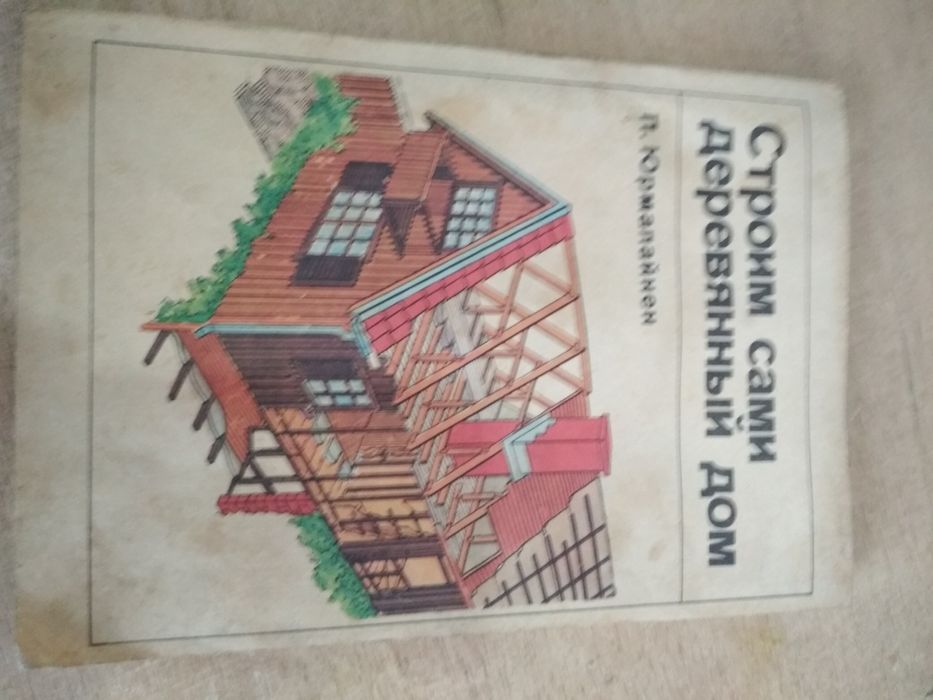 Строим сами
деревянный дом
П. Юрмалайнен